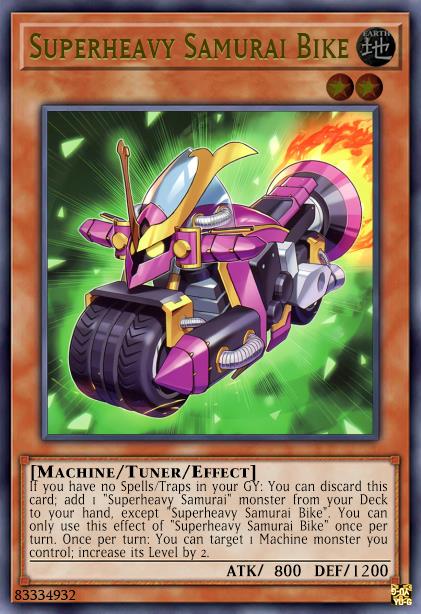 Superheavy Samurai Bike
EARTH
地
[Machine/Tuner/Effect]
If you have no Spells/Traps in your GY: You can discard this
card; add 1 "Superheavy Samurai" monster from your Deck
to your hand, except "Superheavy Samurai Bike". You can
only use this effect of "Superheavy Samurai Bike" once per
turn. Once per turn: You can target 1 Machine monster you
control; increase its Level by 2.
ATK/ 800 DEF/1200
83334932